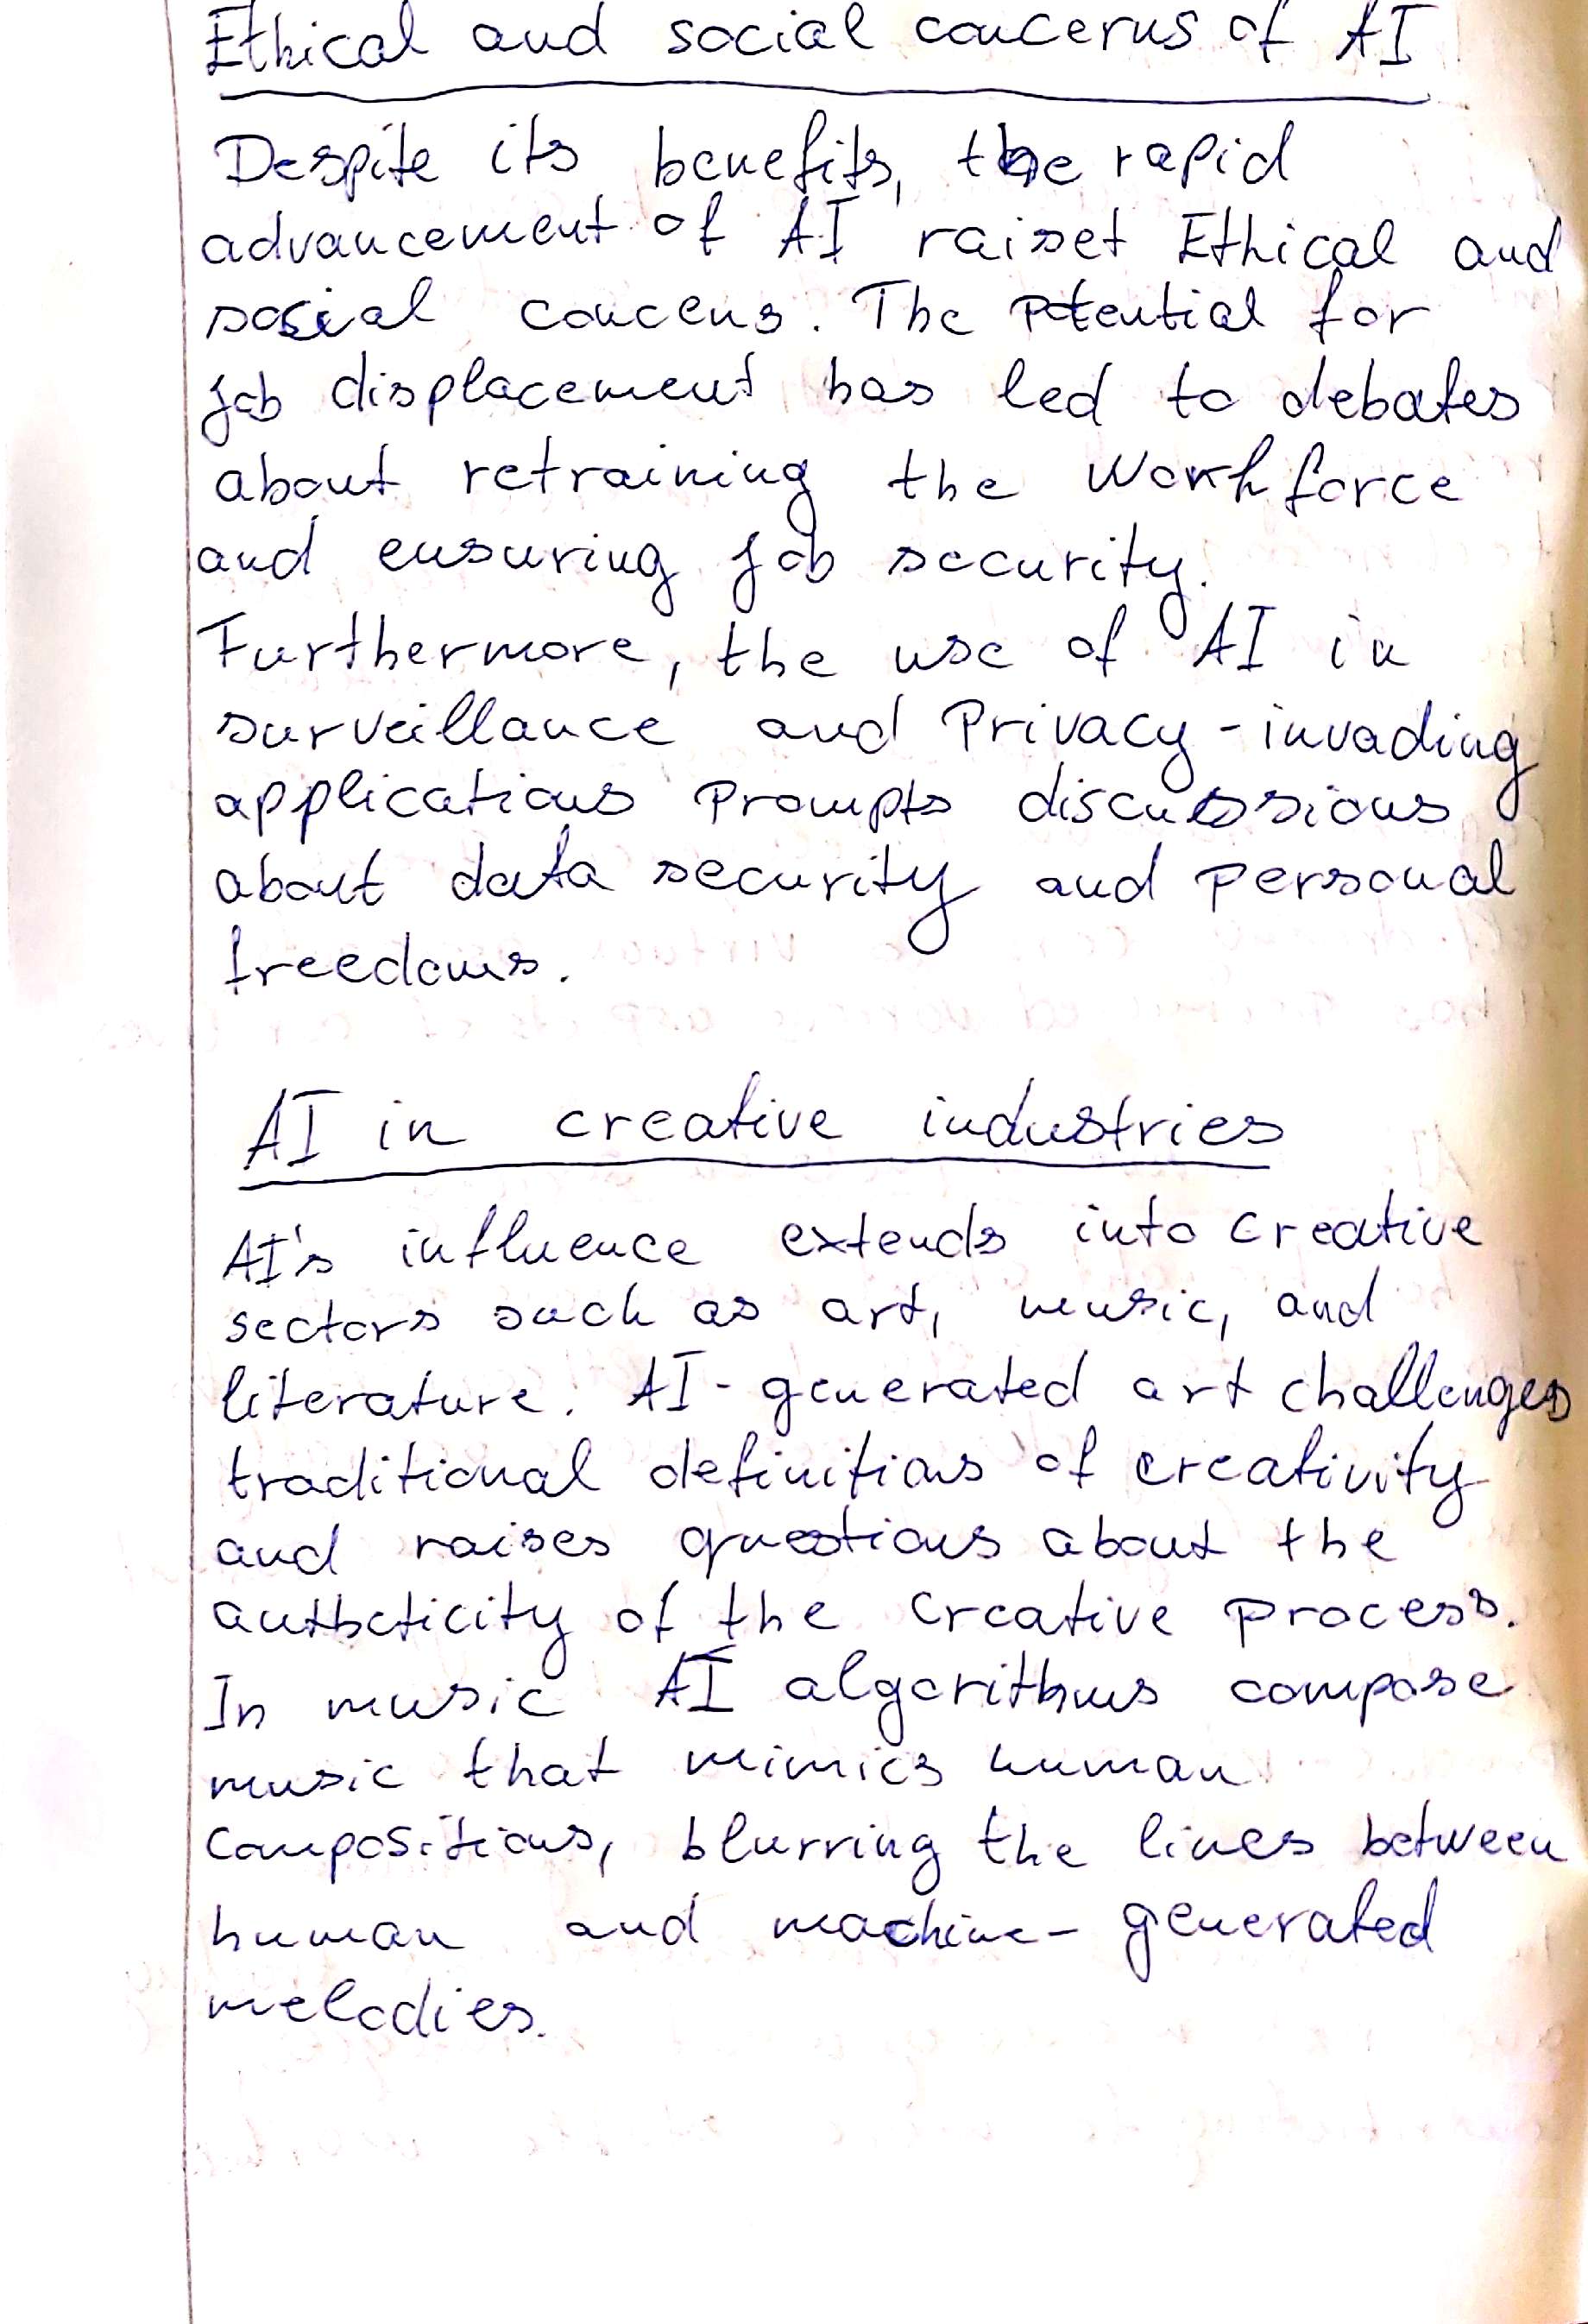 Ethical and social concerns of AI
Despite its benefits, the rapid
advancement of AI raiset Ethical and
social concens. The potential for
job displacement has led to debates
about retraining the workforce
and ensuring job security.
Furthermore, the use of AI in
surveillance and Privacy-invading
applications Prompts discussions
about data security and personal
freedoms.
AI in creative industries
AI's influence extends into creative
sectors such as art, music, and
literature. AI-generated art challenges
traditional definitions of creativity
and raises questions about the
autheticity of the creative process.
In music AI algorithms compose
music that mimics human
compositions, blurring the lines between
human and machine-generated
melodies.